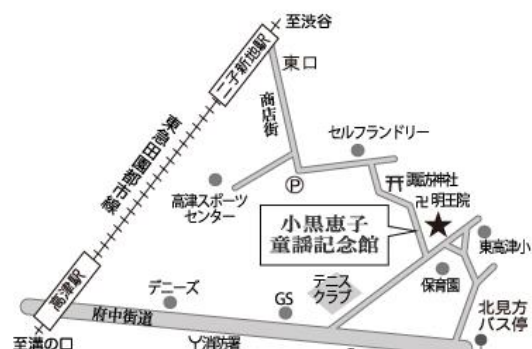 至渋谷
二子新地駅
東口
商店街
東急田園都市線
セルフランドリー
高津スポーツ
センター
P
諏訪神社
卍明王院
小黒恵子
童謡記念館
東高津小
高津駅
デニーズ
テニス
クラブ
保育園
GS
府中街道
北見方
バス停
至溝の口
消防署